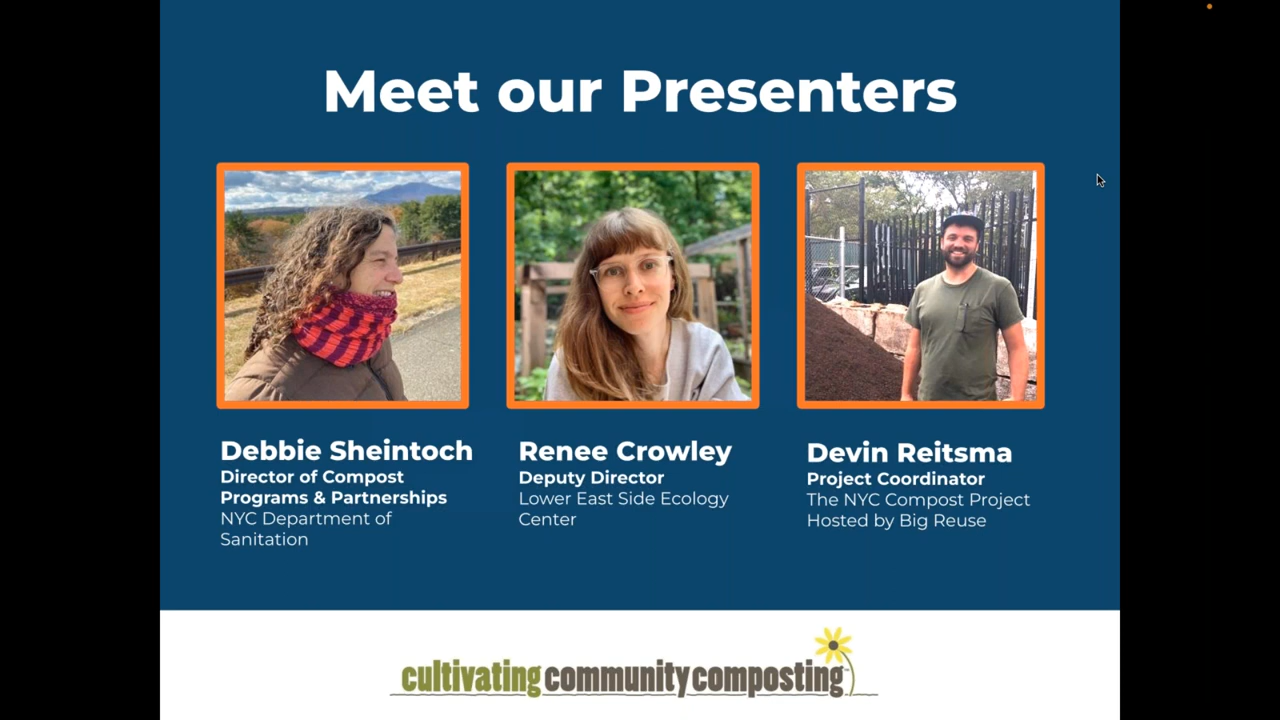 Meet our Presenters
Debbie Sheintoch
Director of Compost
Programs & Partnerships
NYC Department of
Sanitation
Renee Crowley
Deputy Director
Lower East Side Ecology
Center
Devin Reitsma
Project Coordinator
The NYC Compost Project
Hosted by Big Reuse
cultivating community composting